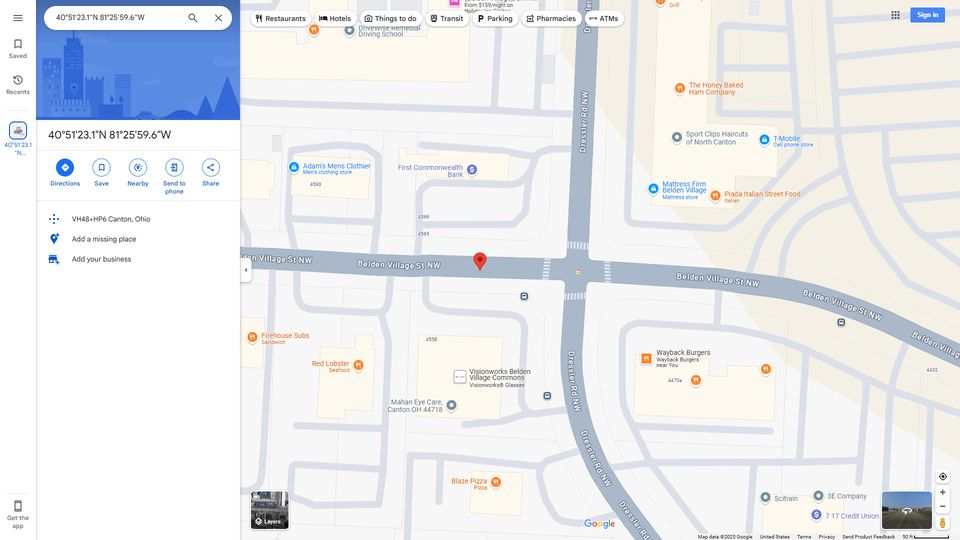 40°51'23.1"N 81°25'59.6"W
Saved
Recents
40°51'23.1
"N...
Get the
app
40°51'23.1"N 81°25'59.6"W
Directions
Save
Nearby
Send to
phone
Share
VH48+HP6 Canton, Ohio
Add a missing place
Add your business
Restaurants
Hotels
Things to do
Transit
Parking
Pharmacies
ATMs
Sign in
From $159/night on
DriveWise Remedial
Driving School
Grill
Dressler Rd NW
The Honey Baked
Ham Company
Sport Clips Haircuts
of North Canton
T-Mobile
Cell phone store
Adam's Mens Clothier
Men's clothing store
4593
First Commonwealth
Bank
Mattress Firm
Belden Village
Mattress store
Piada Italian Street Food
Italian
4569
4565
Belden Village St NW
Belden Village St NW
Belden Village St NW
Belden Village St NW
Firehouse Subs
Sandwich
4558
Red Lobster
Seafood
Visionworks Belden
Village Commons
Visionworks® Glasses
Wayback Burgers
Wayback Burgers
near You
4470a
4432
Mahan Eye Care,
Canton OH 44718
Dressler Rd NW
Dressler Rd NW
Blaze Pizza
Pizza
Scitrain
3E Company
7 17 Credit Union
Layers
Google
Map data ©2025 Google United States Terms Privacy Send Product Feedback 50 ft